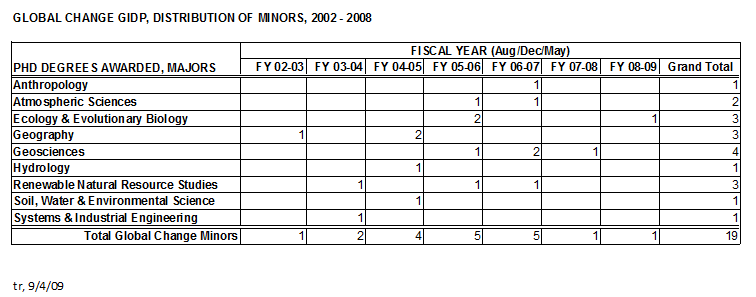 GLOBAL CHANGE GIDP, DISTRIBUTION OF MINORS, 2002 - 2008
FISCAL YEAR (Aug/Dec/May)
PHD DEGREES AWARDED, MAJORS FY 02-03 FY 03-04 FY 04-05 FY 05-06 FY 06-07 FY 07-08 FY 08-09 Grand Total
Anthropology 1 1
Atmospheric Sciences 1 1 2
Ecology & Evolutionary Biology 2 1 3
Geography 1 2 3
Geosciences 1 2 1 4
Hydrology 1 1
Renewable Natural Resource Studies 1 1 1 3
Soil, Water & Environmental Science 1 1
Systems & Industrial Engineering 1 1
Total Global Change Minors 1 2 4 5 5 1 1 19
tr, 9/4/09